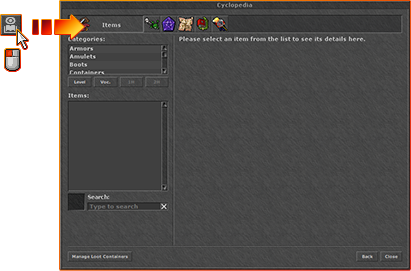 Cyclopedia
Items
Categories:
Please select an item from the list to see its details here.
Armors
Amulets
Boots
Containers
Level
Voc.
1H
2H
Items:
Search:
Type to search
Manage Loot Containers
Back
Close